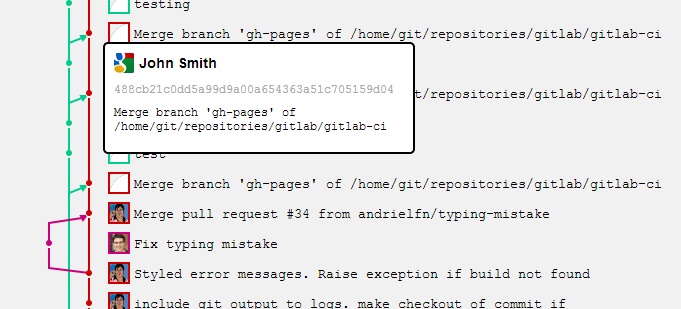 testing
Merge branch 'gh-pages' of /home/git/repositories/gitlab/gitlab-ci
John Smith
488cb21c0dd5a99d9a00a654363a51c705159d04
t/repositories/gitlab/gitlab-ci
Merge branch 'gh-pages' of
/home/git/repositories/gitlab/gitlab-ci
test
Merge branch 'gh-pages' of /home/git/repositories/gitlab/gitlab-ci
Merge pull request #34 from andrielfn/typing-mistake
Fix typing mistake
Styled error messages. Raise exception if build not found
include git output to logs. make checkout of commit if